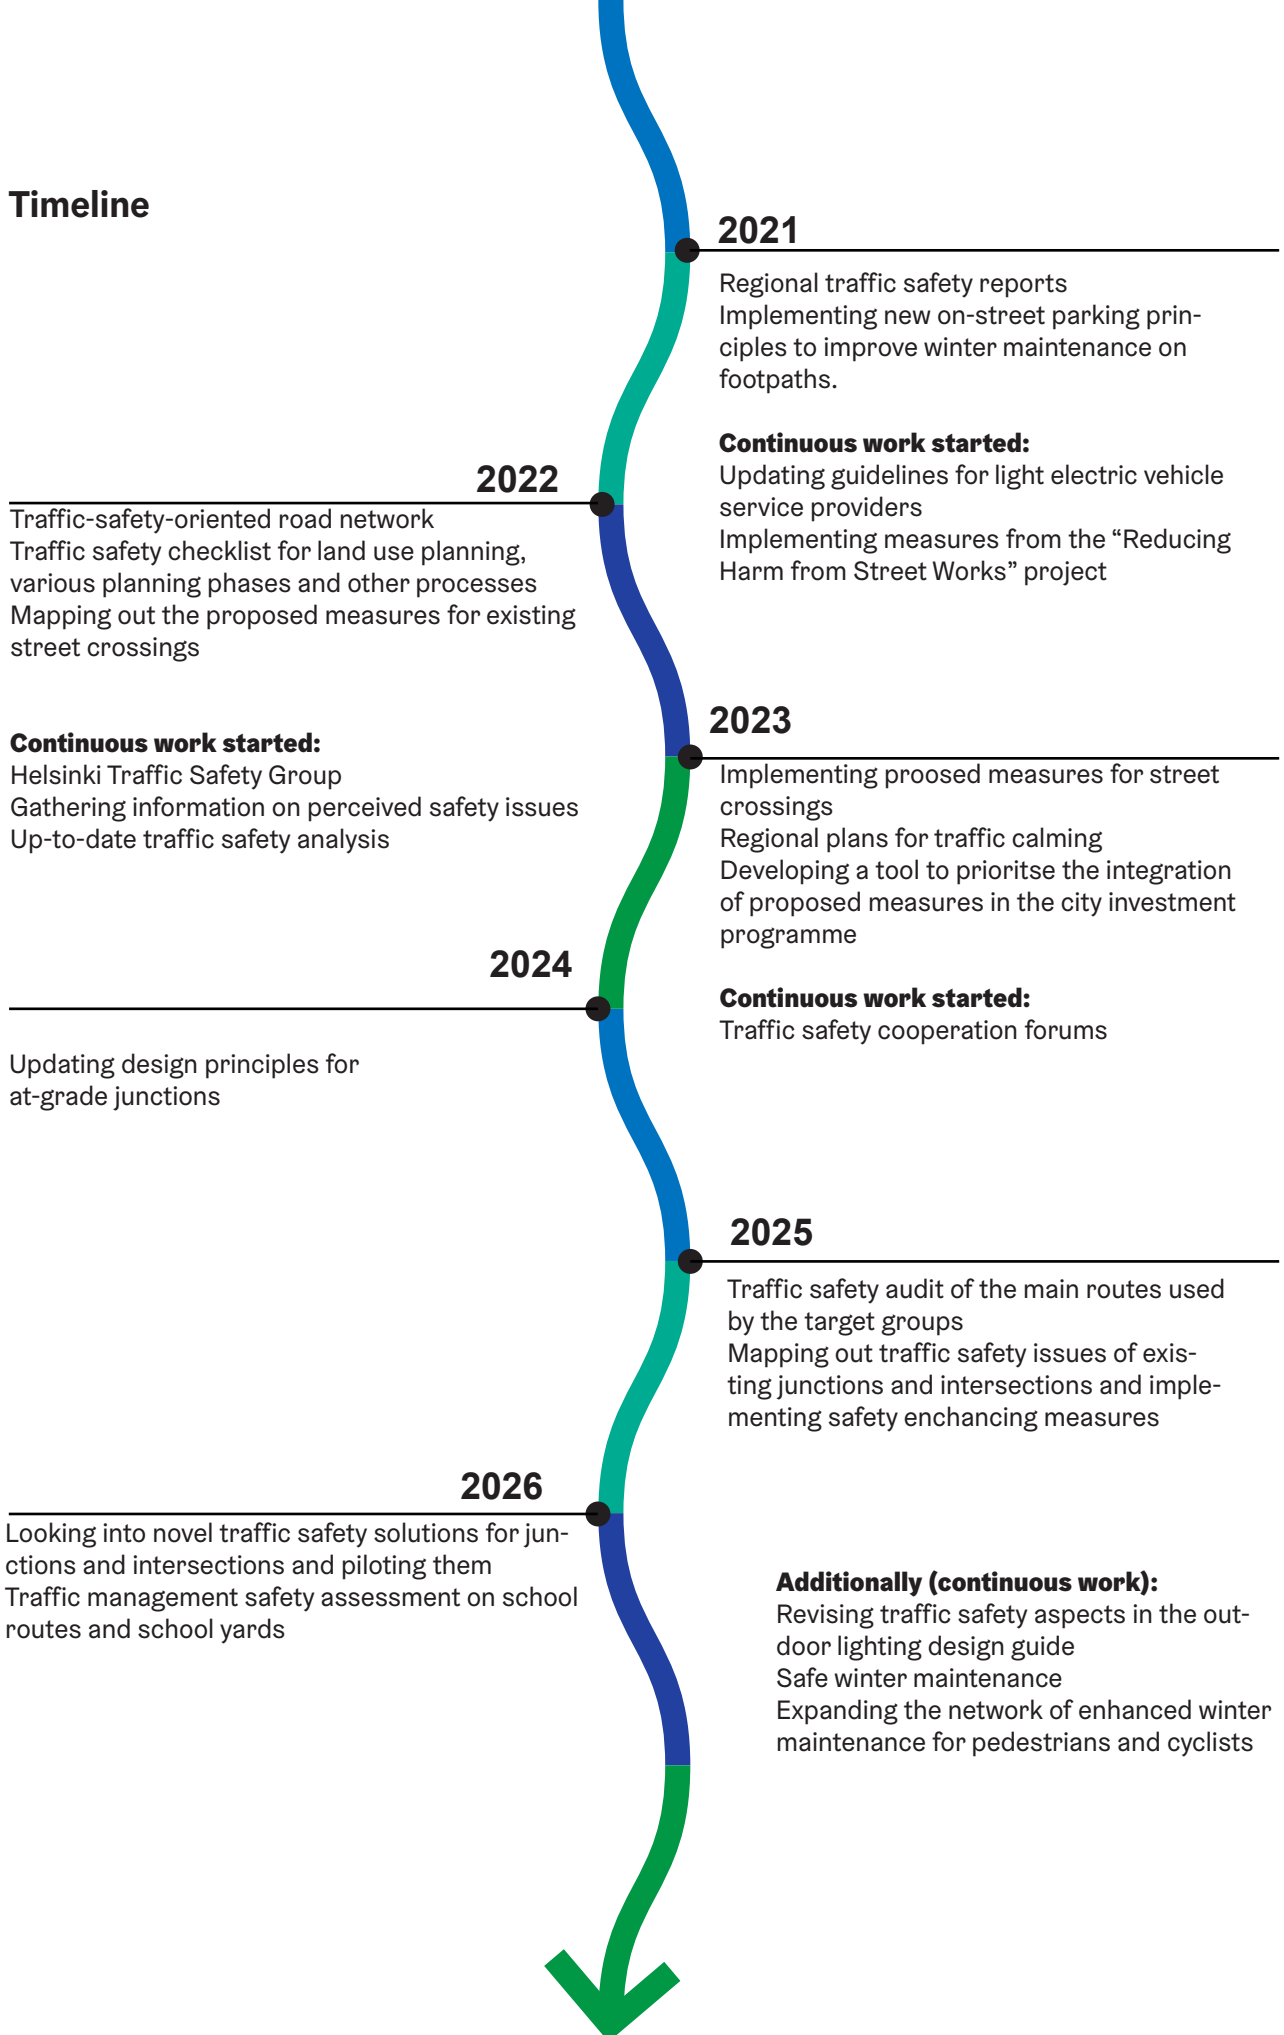 Timeline
2021
Regional traffic safety reports
Implementing new on-street parking prin-
ciples to improve winter maintenance on
footpaths.
Continuous work started:
Updating guidelines for light electric vehicle
service providers
Implementing measures from the “Reducing
Harm from Street Works” project
2022
Traffic-safety-oriented road network
Traffic safety checklist for land use planning,
various planning phases and other processes
Mapping out the proposed measures for existing
street crossings
Continuous work started:
Helsinki Traffic Safety Group
Gathering information on perceived safety issues
Up-to-date traffic safety analysis
2023
Implementing proosed measures for street
crossings
Regional plans for traffic calming
Developing a tool to prioritse the integration
of proposed measures in the city investment
programme
Continuous work started:
Traffic safety cooperation forums
2024
Updating design principles for
at-grade junctions
2025
Traffic safety audit of the main routes used
by the target groups
Mapping out traffic safety issues of exis-
ting junctions and intersections and imple-
menting safety enchancing measures
2026
Looking into novel traffic safety solutions for jun-
ctions and intersections and piloting them
Traffic management safety assessment on school
routes and school yards
Additionally (continuous work):
Revising traffic safety aspects in the out-
door lighting design guide
Safe winter maintenance
Expanding the network of enhanced winter
maintenance for pedestrians and cyclists